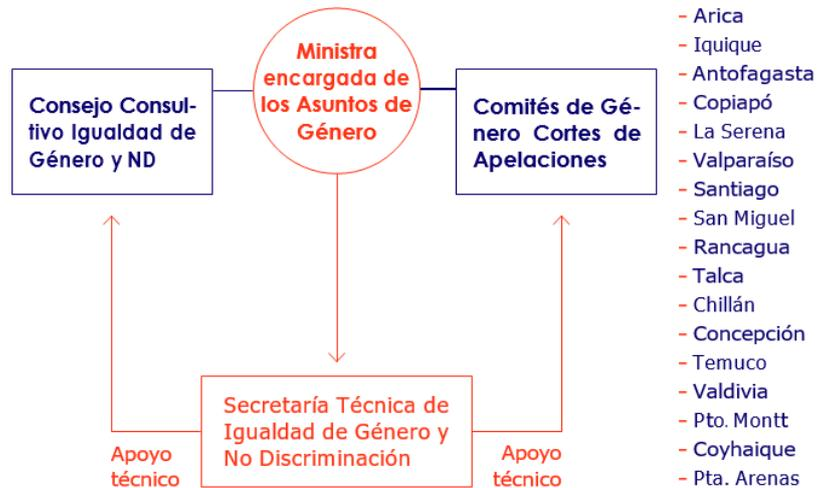 Ministra
encargada de
los Asuntos de
Género
Consejo Consul-
tivo Igualdad de
Género y ND
Comités de Gé-
nero Cortes de
Apelaciones
Secretaría Técnica de
Igualdad de Género y
No Discriminación
Apoyo
técnico
Apoyo
técnico
- Arica
- Iquique
- Antofagasta
- Copiapó
- La Serena
- Valparaíso
- Santiago
- San Miguel
- Rancagua
- Talca
- Chillán
- Concepción
- Temuco
- Valdivia
- Pto. Montt
- Coyhaique
- Pta. Arenas